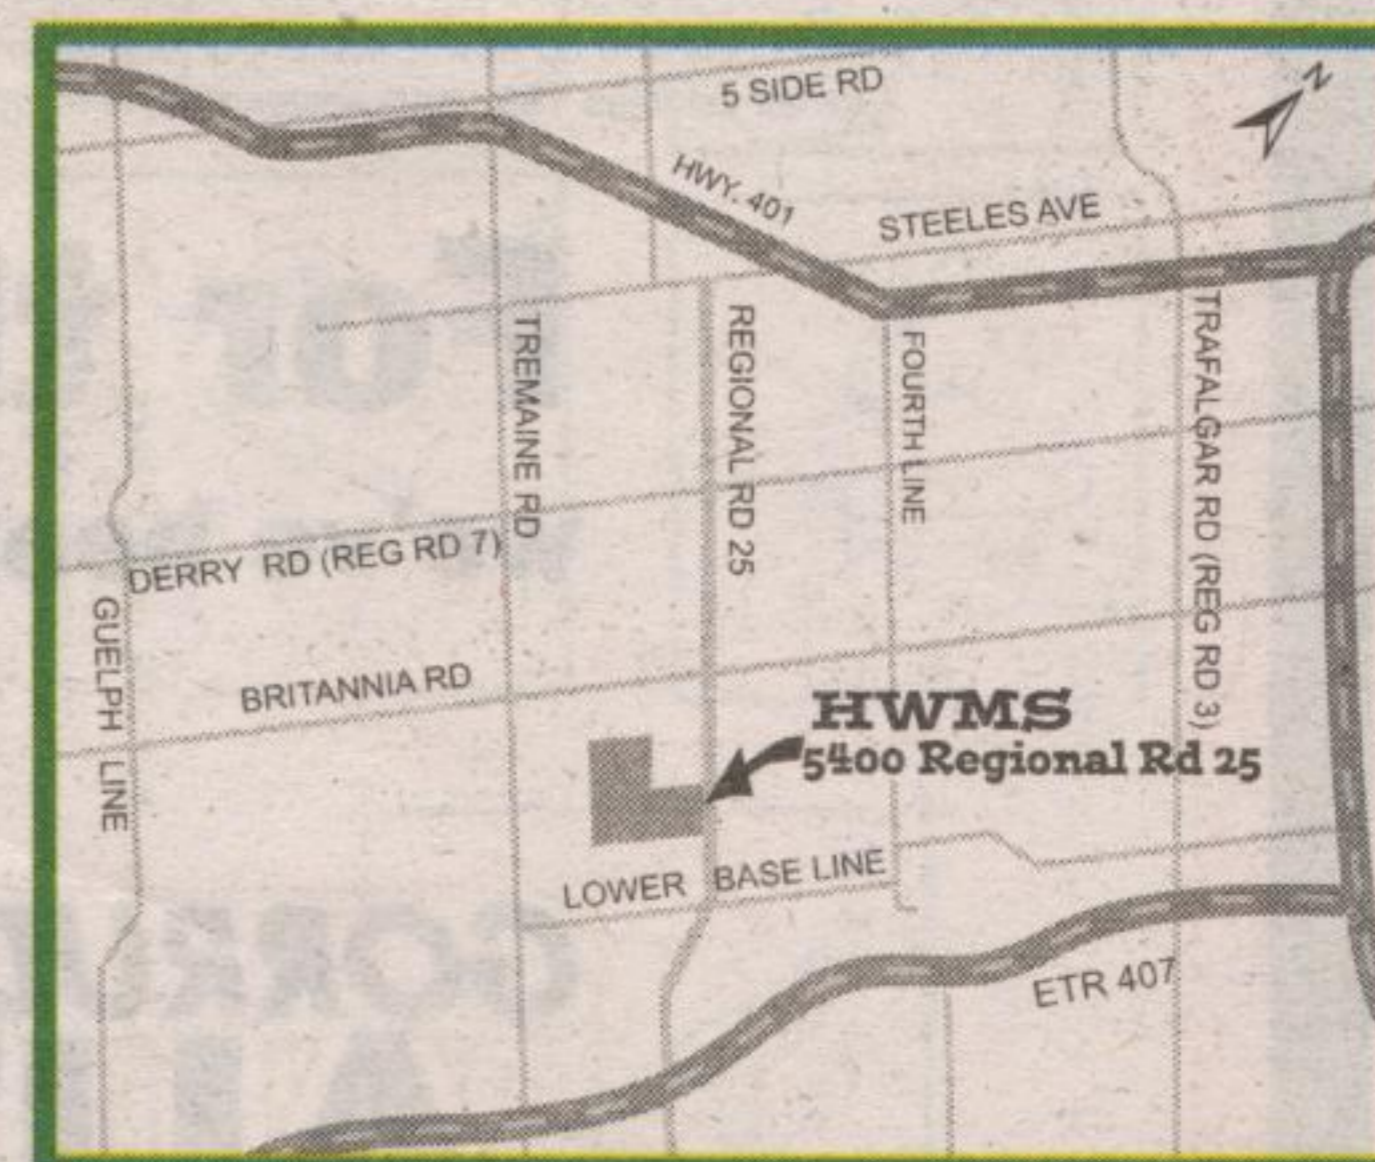 5 SIDE RD
N
HWY. 401
STEELES AVE
TREMAINE RD
REGIONAL RD 25
FOURTH LINE
TRAFALGAR RD (REG RD 3)
DERRY RD (REG RD 7)
GUELPH LINE
BRITANNIA RD
HWMS
5400 Regional Rd 25
LOWER BASE LINE
ETR 407